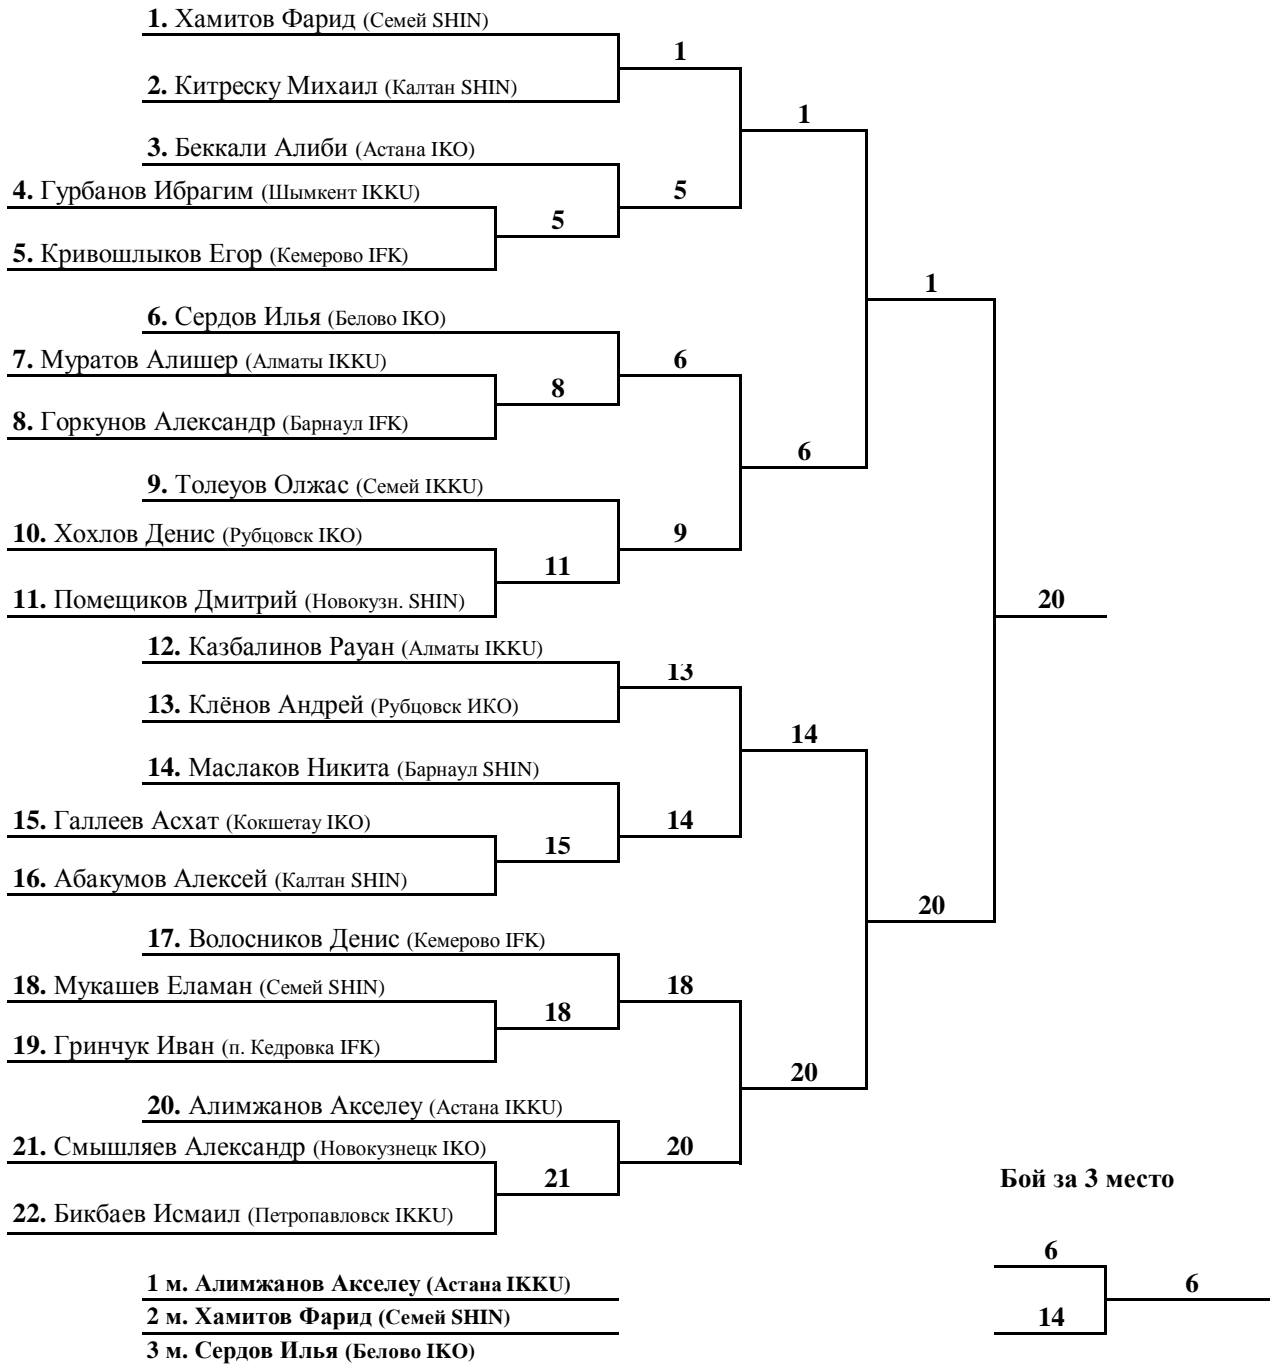 1. Хамитов Фарид (Семей SHIN)
1
2. Китреску Михаил (Калтан SHIN)
1
3. Беккали Алиби (Астана IKO)
4. Гурбанов Ибрагим (Шымкент IKKU)
5
5
5. Кривошлыков Егор (Кемерово IFK)
1
6. Сердов Илья (Белово IKO)
7. Муратов Алишер (Алматы IKKU)
6
8
8. Горкунов Александр (Барнаул IFK)
6
9. Толеуов Олжас (Семей IKKU)
10. Хохлов Денис (Рубцовск IKO)
9
11
11. Помещиков Дмитрий (Новокузн. SHIN)
20
12. Казбалинов Рауан (Алматы IKKU)
13
13. Клёнов Андрей (Рубцовск ИКО)
14
14. Маслаков Никита (Барнаул SHIN)
15. Галлеев Асхат (Кокшетау IKO)
14
15
16. Абакумов Алексей (Калтан SHIN)
20
17. Волосников Денис (Кемерово IFK)
18. Мукашев Еламан (Семей SHIN)
18
18
19. Гринчук Иван (п. Кедровка IFK)
20
20. Алимжанов Акселеу (Астана IKKU)
21. Смышляев Александр (Новокузнецк IKO)
20
21
Бой за 3 место
22. Бикбаев Исмаил (Петропавловск IKKU)
6
1 м. Алимжанов Акселеу (Астана IKKU)
6
2 м. Хамитов Фарид (Семей SHIN)
14
3 м. Сердов Илья (Белово IKO)